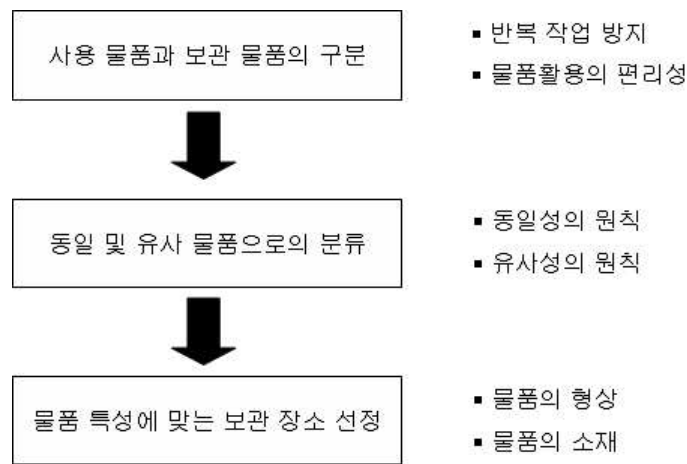 사용 물품과 보관 물품의 구분
▪ 반복 작업 방지
▪ 물품활용의 편리성
동일 및 유사 물품으로의 분류
▪ 동일성의 원칙
▪ 유사성의 원칙
물품 특성에 맞는 보관 장소 선정
▪ 물품의 형상
▪ 물품의 소재